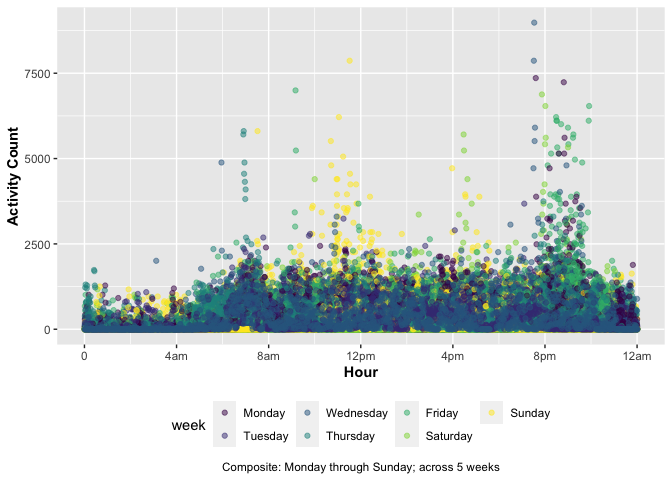 7500
5000
2500
0
Activity Count
0 4am 8am 12pm 4pm 8pm 12am
Hour
week Monday Wednesday Friday Sunday
Tuesday Thursday Saturday
Composite: Monday through Sunday; across 5 weeks